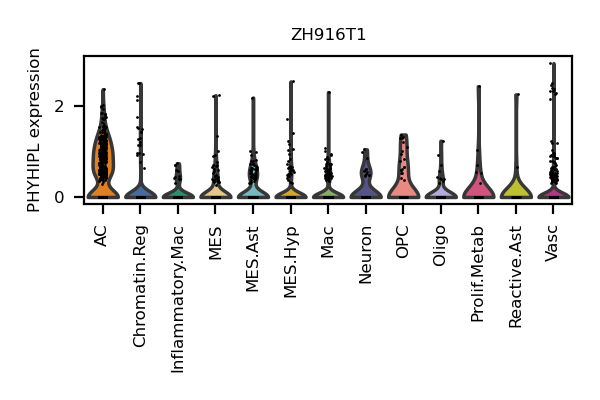 ZH916T1
PHYHIPL expression
2
0
AC
Chromatin.Reg
Inflammatory.Mac
MES
MES.Ast
MES.Hyp
Mac
Neuron
OPC
Oligo
Prolif.Metab
Reactive.Ast
Vasc